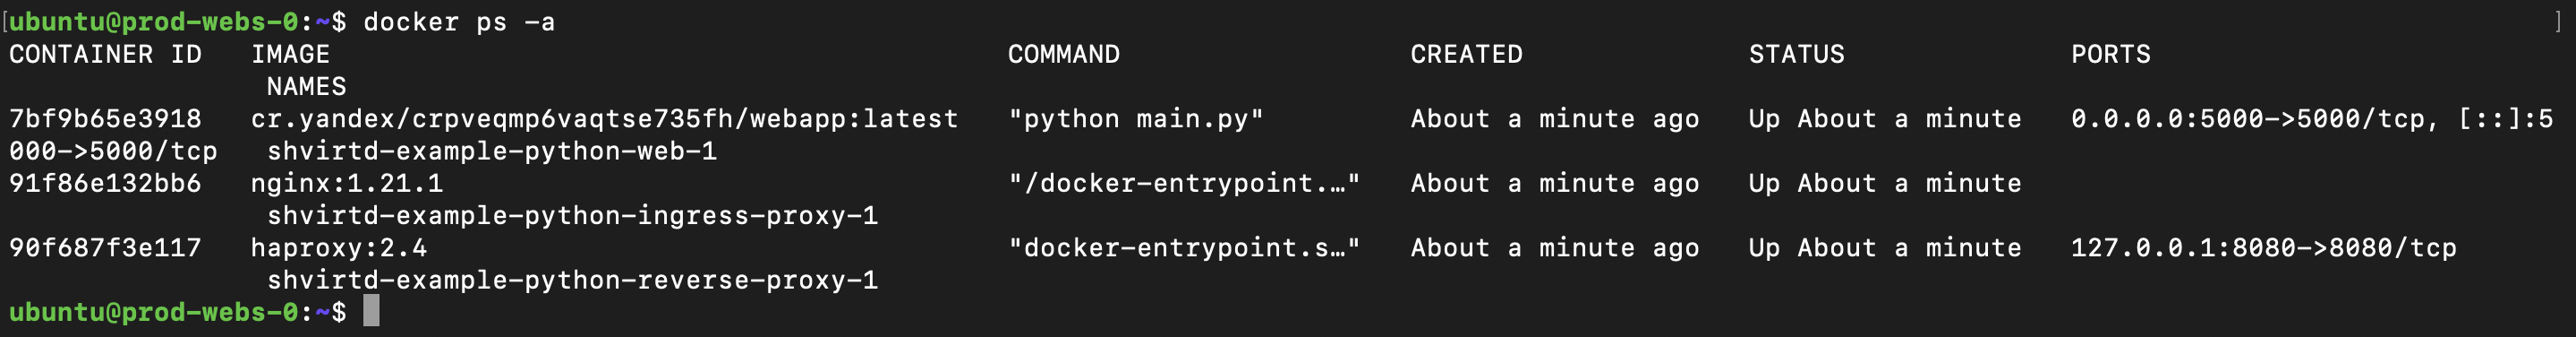 [ubuntu@prod-webs-0:~$ docker ps -a ]
CONTAINER ID   IMAGE                                          COMMAND                  CREATED              STATUS              PORTS
                NAMES
7bf9b65e3918   cr.yandex/crpveqmp6vaqtse735fh/webapp:latest   "python main.py"         About a minute ago   Up About a minute   0.0.0.0:5000->5000/tcp, [::]:5
000->5000/tcp   shvirtd-example-python-web-1
91f86e132bb6   nginx:1.21.1                                   "/docker-entrypoint.…"   About a minute ago   Up About a minute
                shvirtd-example-python-ingress-proxy-1
90f687f3e117   haproxy:2.4                                    "docker-entrypoint.s…"   About a minute ago   Up About a minute   127.0.0.1:8080->8080/tcp
                shvirtd-example-python-reverse-proxy-1
ubuntu@prod-webs-0:~$